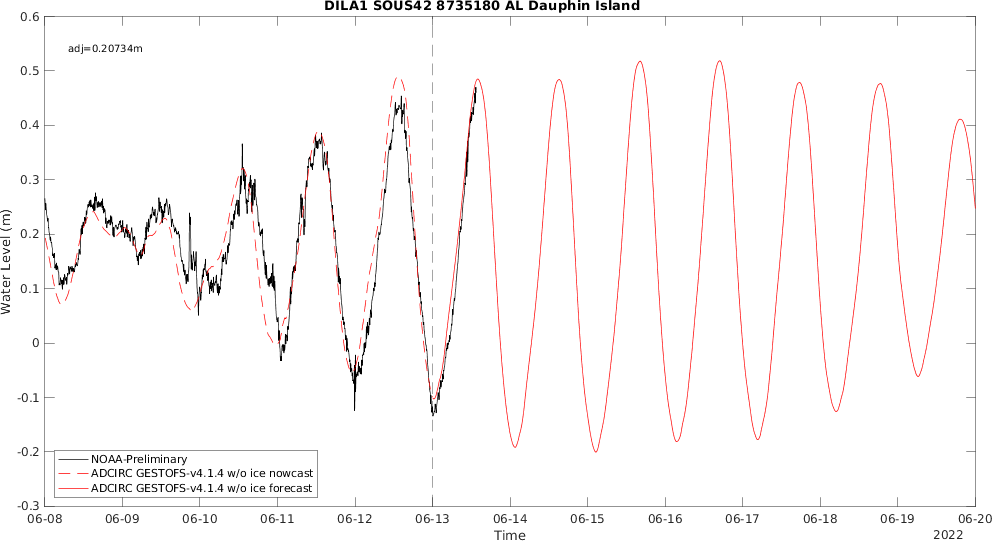 DILA1 SOUS42 8735180 AL Dauphin Island
adj=0.20734m
Water Level (m)
0.6
0.5
0.4
0.3
0.2
0.1
0
-0.1
-0.2
-0.3
NOAA-Preliminary
ADCIRC GESTOFS-v4.1.4 w/o ice nowcast
ADCIRC GESTOFS-v4.1.4 w/o ice forecast
06-08 06-09 06-10 06-11 06-12 06-13 06-14 06-15 06-16 06-17 06-18 06-19 06-20
Time
2022